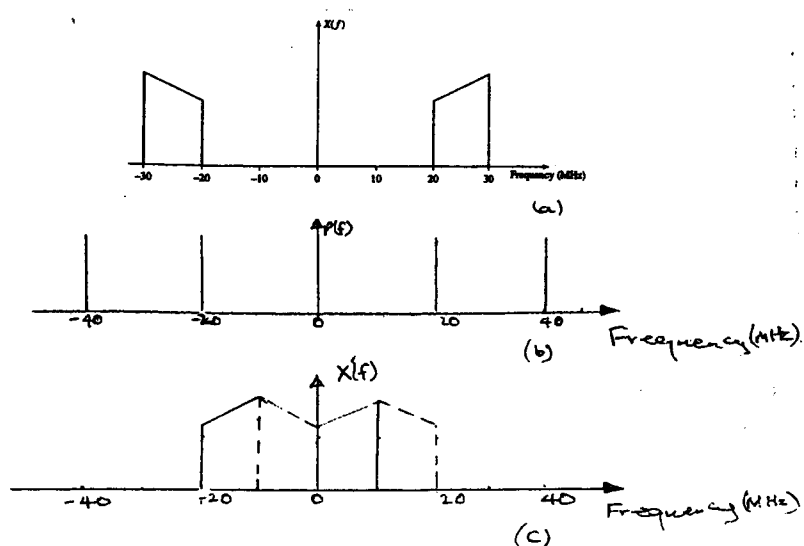 X(f)
-30 -20 -10 0 10 20 30 Frequency (MHz)
(a)
P(f)
-40 -20 0 20 40
Frequency (MHz).
(b)
X'(f)
-40 -20 0 20 40
Frequency (MHz)
(c)